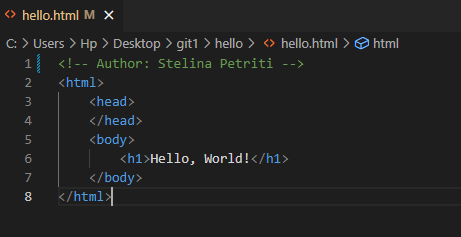 hello.html M
C: > Users > Hp > Desktop > git1 > hello > hello.html > html
1 <!-- Author: Stelina Petriti -->
2 <html>
3 <head>
4 </head>
5 <body>
6 <h1>Hello, World!</h1>
7 </body>
8 </html>